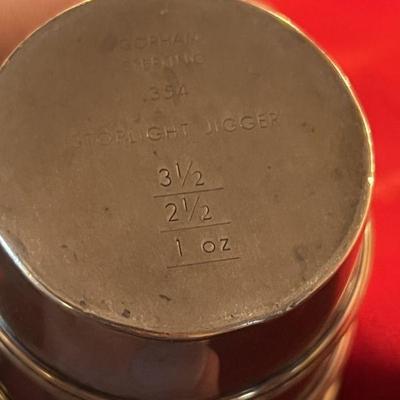 GORHAM
STERLING
354
STOPLIGHT JIGGER
3½
2½
1 oz